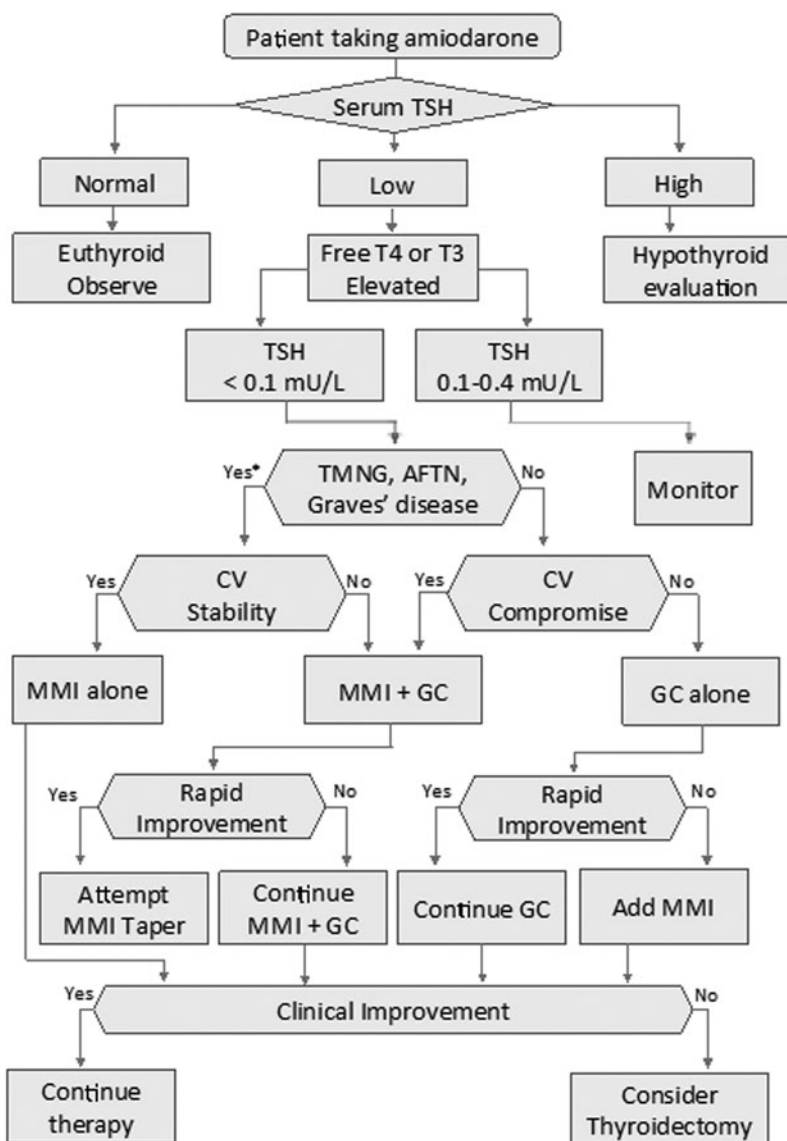 Patient taking amiodarone
Serum TSH
Normal
Low
High
Euthyroid
Observe
Free T4 or T3
Elevated
Hypothyroid
evaluation
TSH
< 0.1 mU/L
TSH
0.1-0.4 mU/L
Yes*
TMNG, AFTN,
Graves’ disease
No
Monitor
Yes
CV
Stability
No
Yes
CV
Compromise
No
MMI alone
MMI + GC
GC alone
Yes
Rapid
Improvement
No
Yes
Rapid
Improvement
No
Attempt
MMI Taper
Continue
MMI + GC
Continue GC
Add MMI
Yes
Clinical Improvement
No
Continue
therapy
Consider
Thyroidectomy